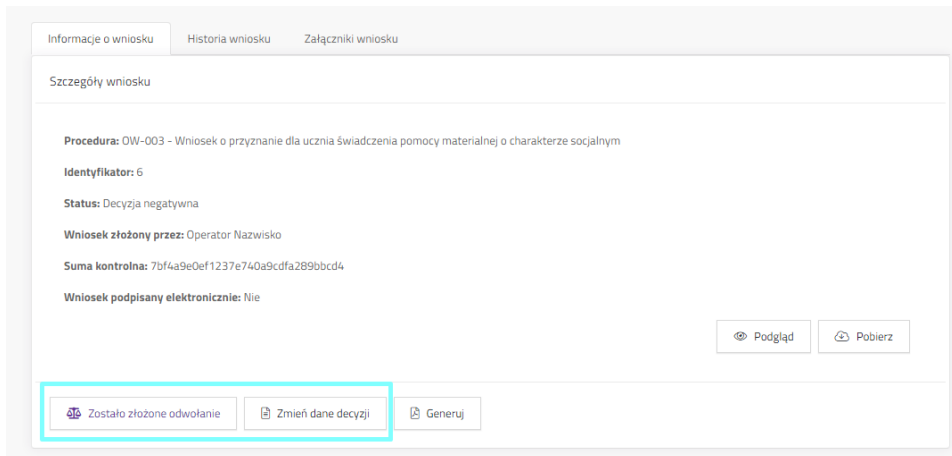 Informacje o wniosku Historia wniosku Załączniki wniosku
Szczegóły wniosku
Procedura: OW-003 - Wniosek o przyznanie dla ucznia świadczenia pomocy materialnej o charakterze socjalnym
Identyfikator: 6
Status: Decyzja negatywna
Wniosek złożony przez: Operator Nazwisko
Suma kontrolna: 7bf4a9e0ef1237e740a9cdfa289bbcd4
Wniosek podpisany elektronicznie: Nie
Podgląd Pobierz
Zostało złożone odwołanie Zmień dane decyzji Generuj